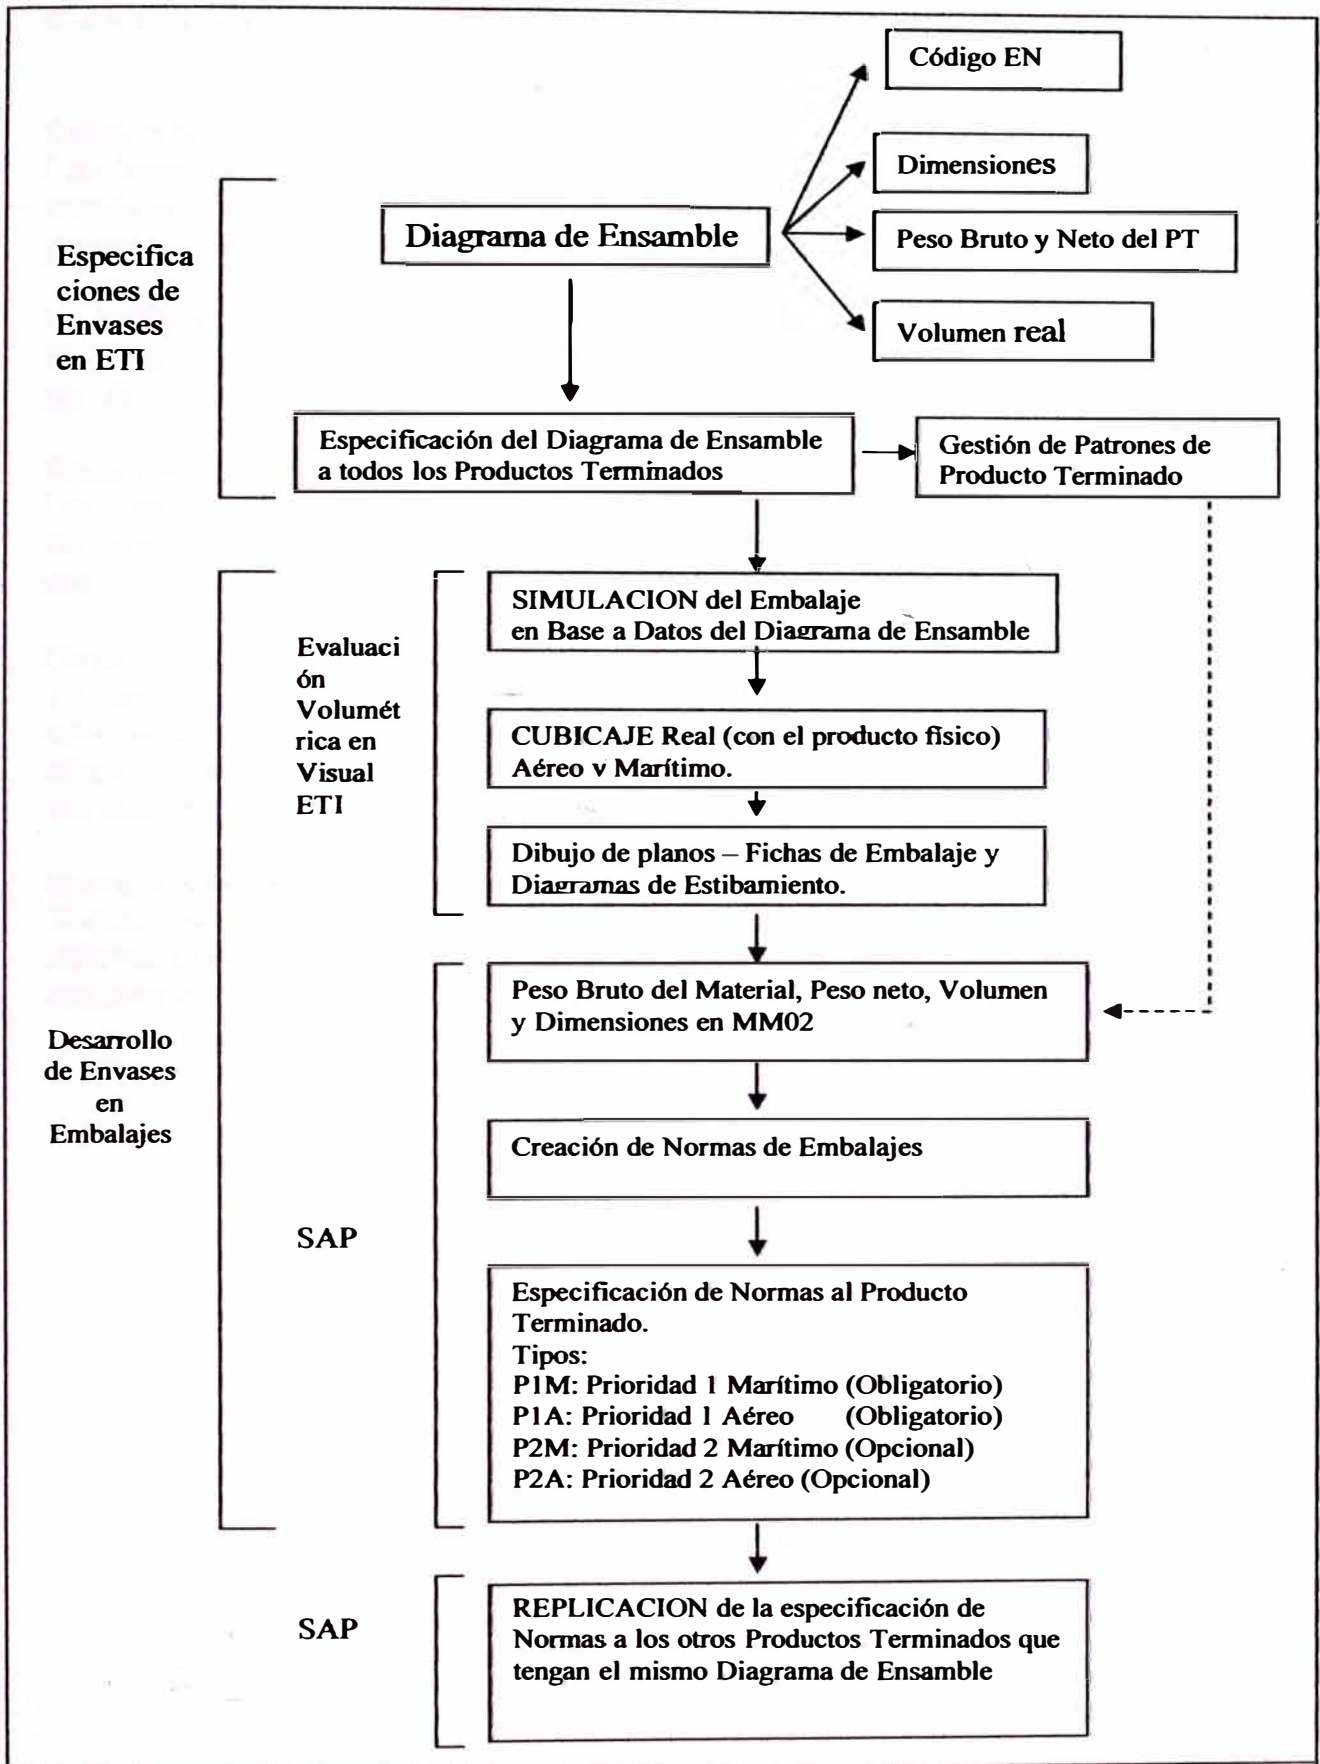 Código EN
Dimensiones
Diagrama de Ensamble
Peso Bruto y Neto del PT
Volumen real
Especifica
ciones de
Envases
en ETI
Especificación del Diagrama de Ensamble
a todos los Productos Terminados
Gestión de Patrones de
Producto Terminado
SIMULACION del Embalaje
en Base a Datos del Diagrama de Ensamble
Evaluaci
ón
Volumét
rica en
Visual
ETI
CUBICAJE Real (con el producto físico)
Aéreo y Marítimo.
Dibujo de planos – Fichas de Embalaje y
Diagramas de Estibamiento.
Peso Bruto del Material, Peso neto, Volumen
y Dimensiones en MM02
Desarrollo
de Envases
en
Embalajes
Creación de Normas de Embalajes
SAP
Especificación de Normas al Producto
Terminado.
Tipos:
P1M: Prioridad 1 Marítimo (Obligatorio)
P1A: Prioridad 1 Aéreo (Obligatorio)
P2M: Prioridad 2 Marítimo (Opcional)
P2A: Prioridad 2 Aéreo (Opcional)
SAP
REPLICACION de la especificación de
Normas a los otros Productos Terminados que
tengan el mismo Diagrama de Ensamble